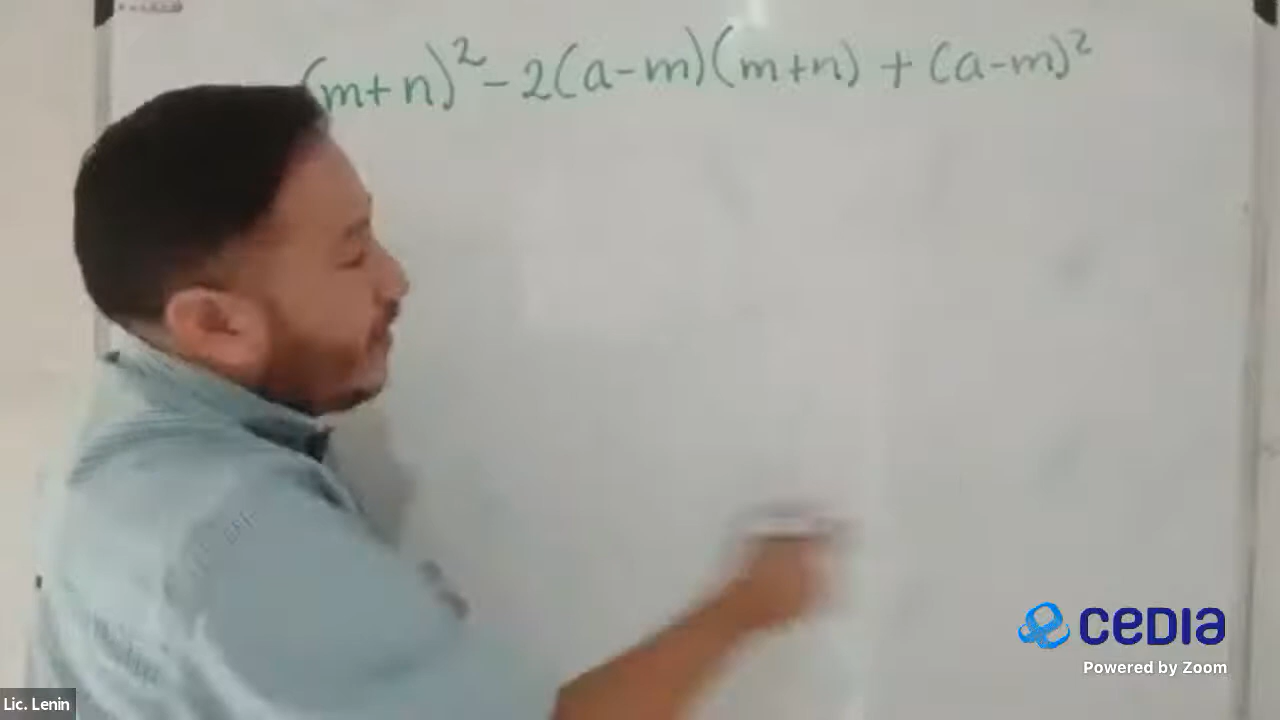 (m+n)² - 2(a-m)(m+n) + (a-m)²
CEDIA
Powered by Zoom
Lic. Lenin